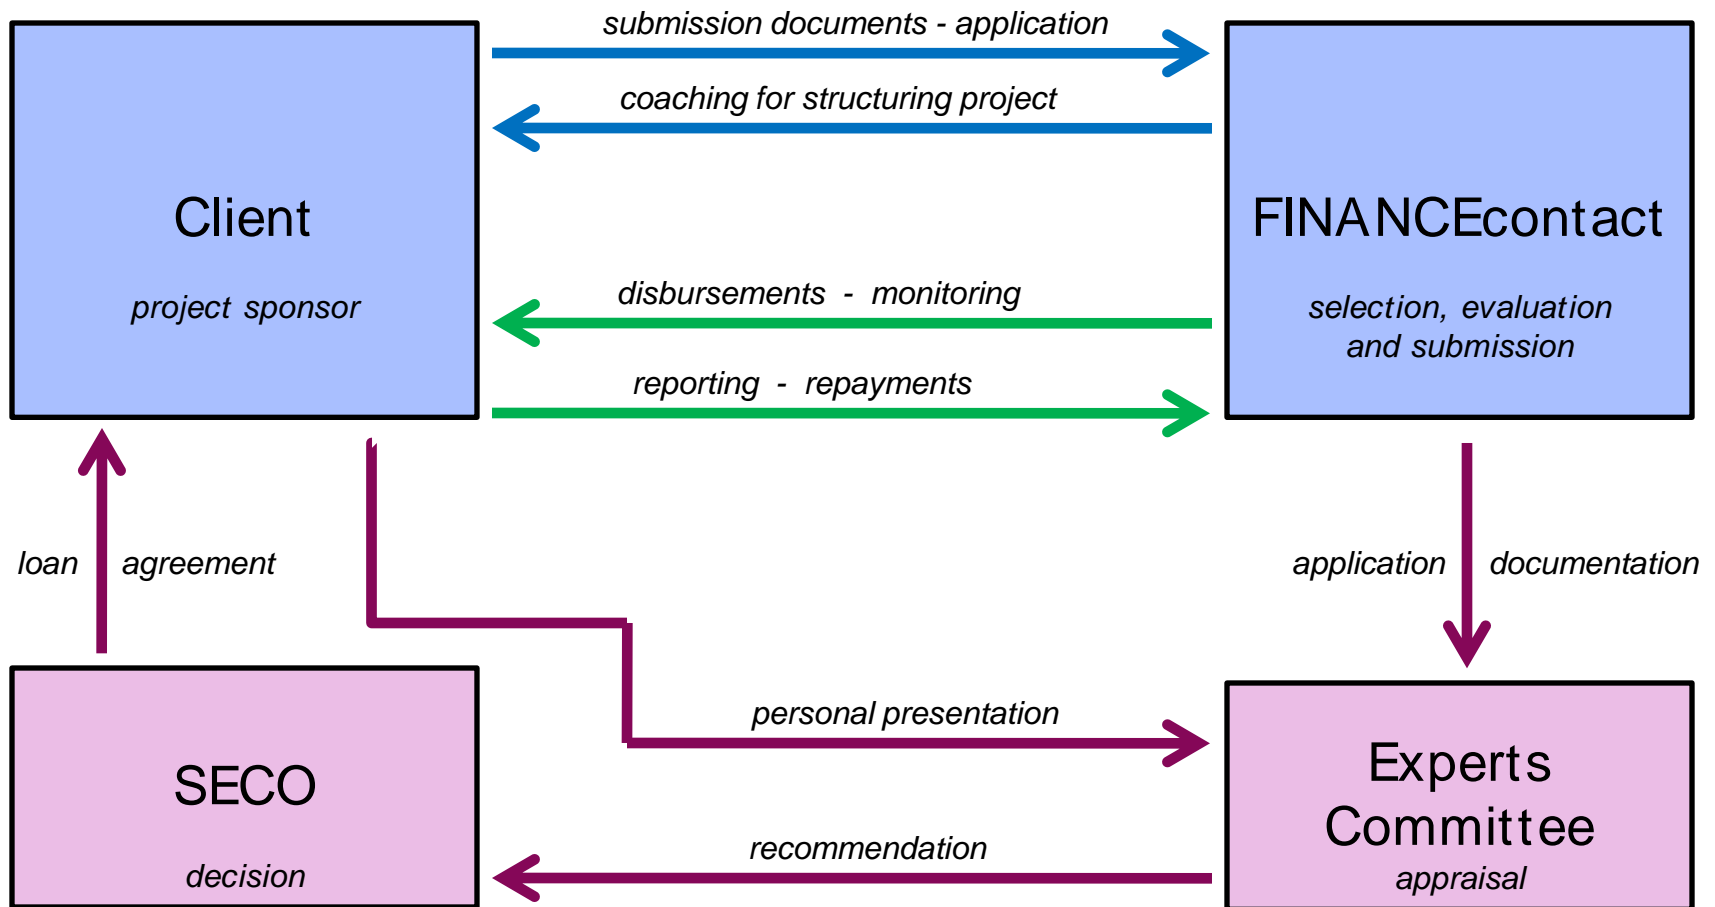 submission documents - application
coaching for structuring project
Client
project sponsor
FINANCEcontact
selection, evaluation
and submission
disbursements - monitoring
reporting - repayments
loan agreement
application documentation
personal presentation
SECO
decision
Experts
Committee
appraisal
recommendation